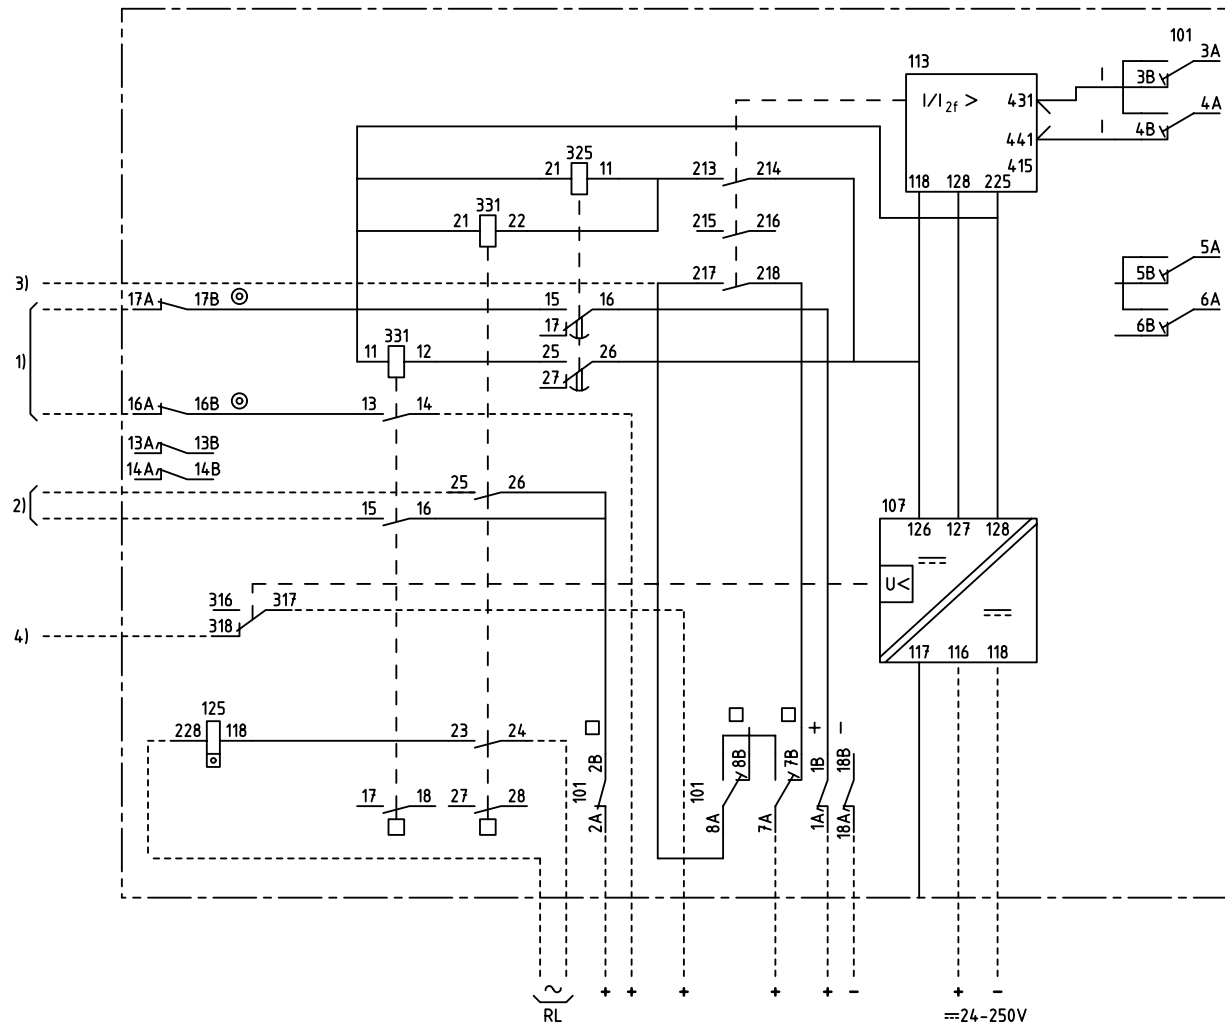 101
3A
113
I
3B
I/I2f >
431
4A
I
4B
441
325
415
21
11
213
214
118
128
225
331
21
22
215
216
5A
3)
217
218
5B
17A
17B
15
16
6A
17
6B
331
1)
11
12
25
26
27
16A
16B
13
14
13A
13B
14A
14B
25
26
2)
15
16
107
126
127
128
U<
316
317
318
4)
117
116
118
125
228
118
23
24
+
-
2B
8B
7B
1B
18B
101
101
17
18
27
28
2A
8A
7A
1A
18A
~
+
+
+
+
+
-
+
-
RL
24-250V